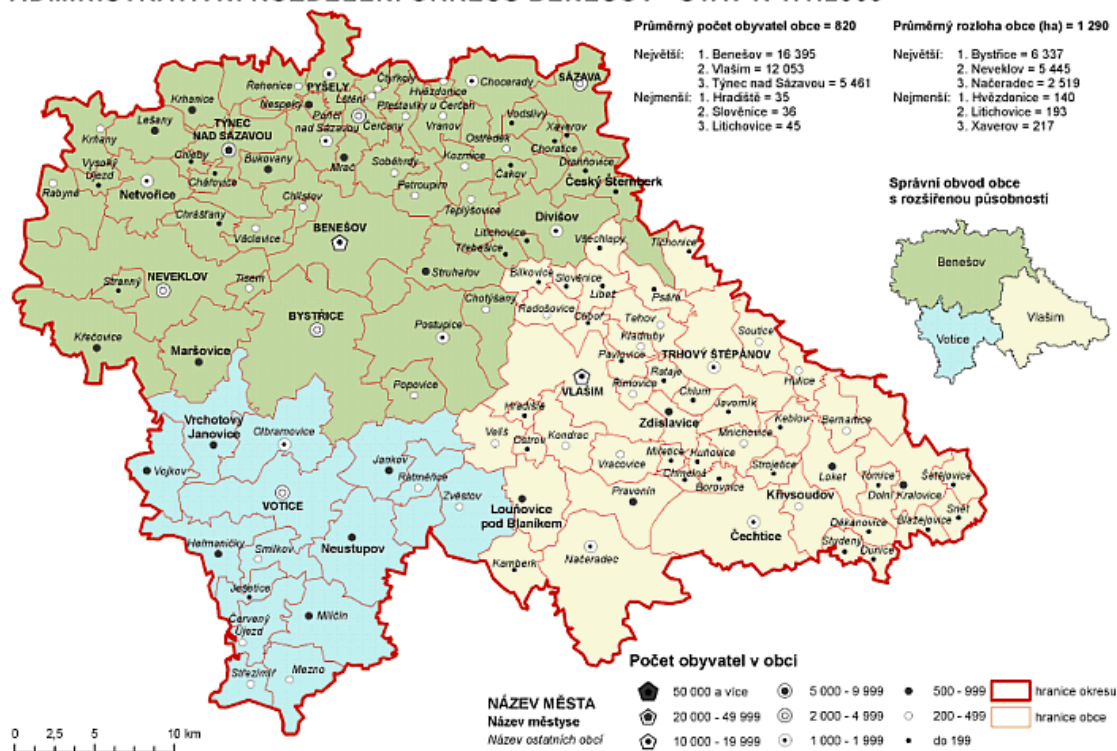 Průměrný počet obyvatel obce = 820
Největší: 1. Benešov = 16 395
2. Vlašim = 12 053
3. Týnec nad Sázavou = 5 461
Nejmenší: 1. Hradiště = 35
2. Slověnice = 36
3. Litichovice = 45
Průměrný rozloha obce (ha) = 1 290
Největší: 1. Bystřice = 6 337
2. Neveklov = 5 445
3. Načeradec = 2 519
Nejmenší: 1. Hvězdonice = 140
2. Litichovice = 193
3. Xaverov = 217
Správní obvod obce
s rozšířenou působností
Benešov
Vlašim
Votice
Řehenice
PYŠELY
Čtyřkoly
Hvězdonice
Chocerady
SÁZAVA
Krhanice
Nespeky
Lštění
Přestavlky u Čerčan
Lešany
TÝNEC
NAD SÁZAVOU
Poříčí
nad Sázavou
Čerčany
Vranov
Vodslivy
Ostředek
Xaverov
Choratice
Krňany
Vysoký
Újezd
Chleby
Bukovany
Mrač
Soběhrdy
Kozmice
Čakov
Drahňovice
Rabyně
Netvořice
Chářovice
Chlístov
Petroupim
Český Šternberk
Chrášťany
Václavice
BENEŠOV
Teplýšovice
Litichovice
Divišov
Třebešice
Všechlapy
Tichonice
Stranný
NEVEKLOV
Tisem
Struhařov
Bílkovice
Slověnice
Chotýšany
Libež
Psáře
BYSTŘICE
Postupice
Radošovice
Ctiboř
Tehov
Kladruby
Soutice
Křečovice
Maršovice
Pavlovice
TRHOVÝ ŠTĚPÁNOV
Rataje
Popovice
VLAŠIM
Řimovice
Chlum
Hulice
Javorník
Hradiště
Zdislavice
Keblov
Bernartice
Vrchotovy
Janovice
Olbramovice
Veliš
Ostrov
Kondrac
Mnichovice
Vojkov
Jankov
Ratměřice
Vracovice
Miřetice
Kuňovice
Chmelná
Borovnice
Strojetice
Loket
Tomice
Dolní Kralovice
Šetějovice
VOTICE
Zvěstov
Louňovice
pod Blaníkem
Pravonín
Křivsoudov
Snět
Blažejovice
Čechtice
Děkanovice
Studený
Dunice
Heřmaničky
Smilkov
Neustupov
Načeradec
Kamberk
Ješetice
Červený
Újezd
Miličín
Střezimíř
Mezno
Počet obyvatel v obci
NÁZEV MĚSTA
Název městyse
Název ostatních obcí
50 000 a více
20 000 - 49 999
10 000 - 19 999
5 000 - 9 999
2 000 - 4 999
1 000 - 1 999
500 - 999
200 - 499
do 199
hranice okresu
hranice obce
0 2,5 5 10 km